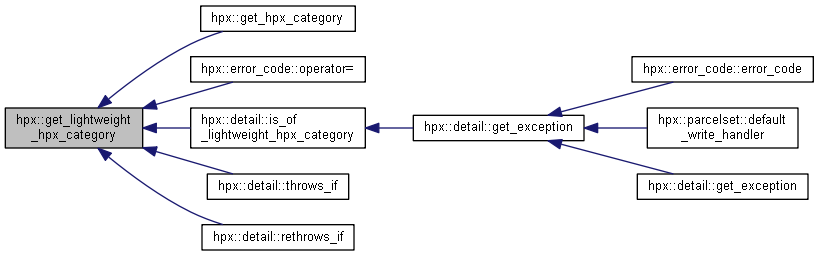 hpx::get_lightweight
_hpx_category
hpx::get_hpx_category
hpx::error_code::operator=
hpx::detail::is_of
_lightweight_hpx_category
hpx::detail::throws_if
hpx::detail::rethrows_if
hpx::detail::get_exception
hpx::error_code::error_code
hpx::parcelset::default
_write_handler
hpx::detail::get_exception